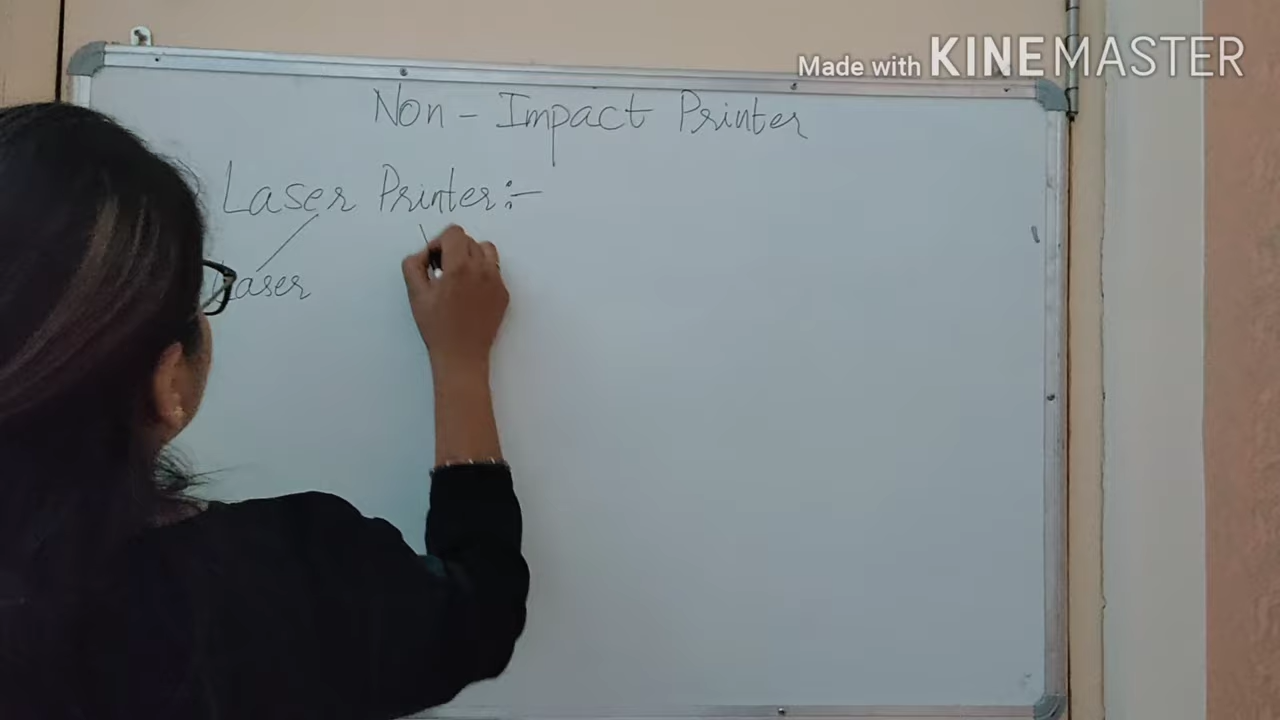 Made with KINEMASTER
Non - Impact Printer
Laser Printer :-
Laser